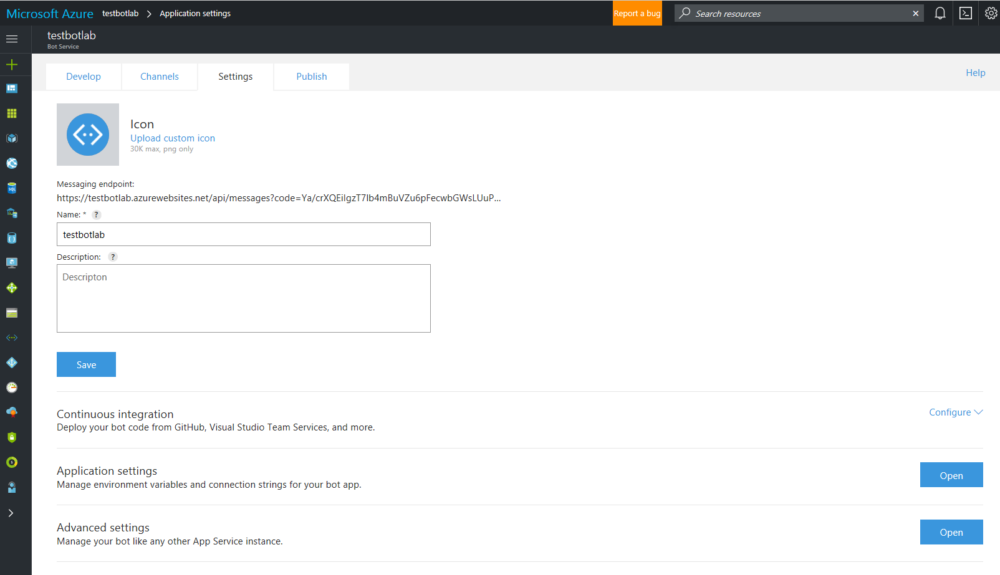 Microsoft Azure testbotlab > Application settings
Report a bug
Search resources
testbotlab
Bot Service
Develop
Channels
Settings
Publish
Help
Icon
Upload custom icon
30K max, png only
Messaging endpoint:
https://testbotlab.azurewebsites.net/api/messages?code=Ya/crXQEiIgzT7Ib4mBuVZu6pFecwbGWsLUuP...
Name: * ?
testbotlab
Description: ?
Descripton
Save
Continuous integration
Configure
Deploy your bot code from GitHub, Visual Studio Team Services, and more.
Application settings
Manage environment variables and connection strings for your bot app.
Open
Advanced settings
Manage your bot like any other App Service instance.
Open